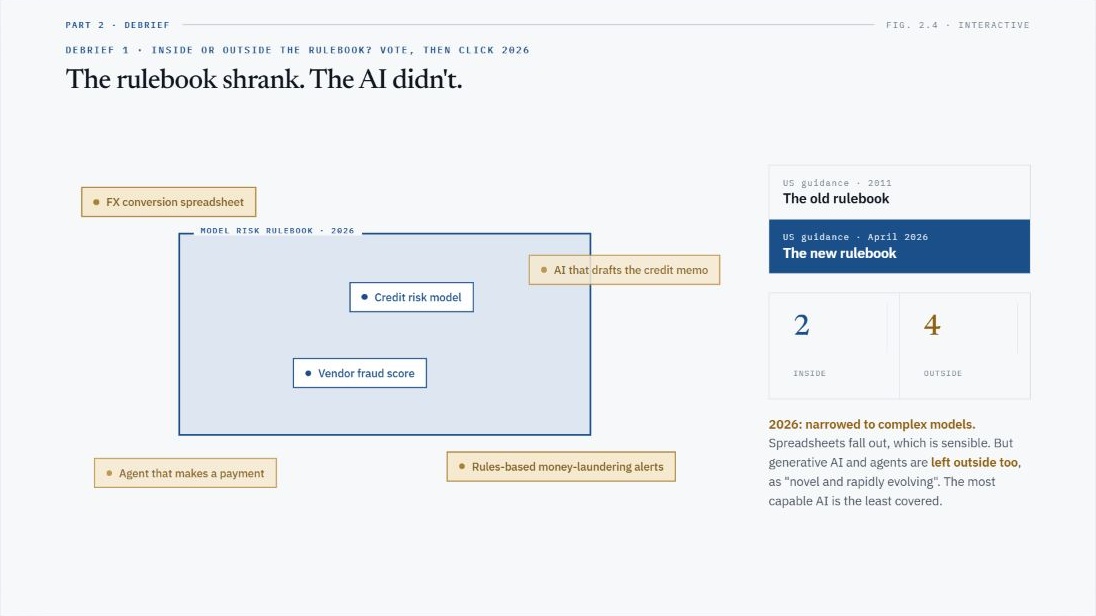 PART 2 · DEBRIEF
FIG. 2.4 · INTERACTIVE
DEBRIEF 1 · INSIDE OR OUTSIDE THE RULEBOOK? VOTE, THEN CLICK 2026
The rulebook shrank. The AI didn't.
FX conversion spreadsheet
MODEL RISK RULEBOOK · 2026
AI that drafts the credit memo
Credit risk model
Vendor fraud score
Agent that makes a payment
Rules-based money-laundering alerts
US guidance · 2011
The old rulebook
US guidance · April 2026
The new rulebook
2
INSIDE
4
OUTSIDE
2026: narrowed to complex models.
Spreadsheets fall out, which is sensible. But
generative AI and agents are left outside too,
as "novel and rapidly evolving". The most
capable AI is the least covered.